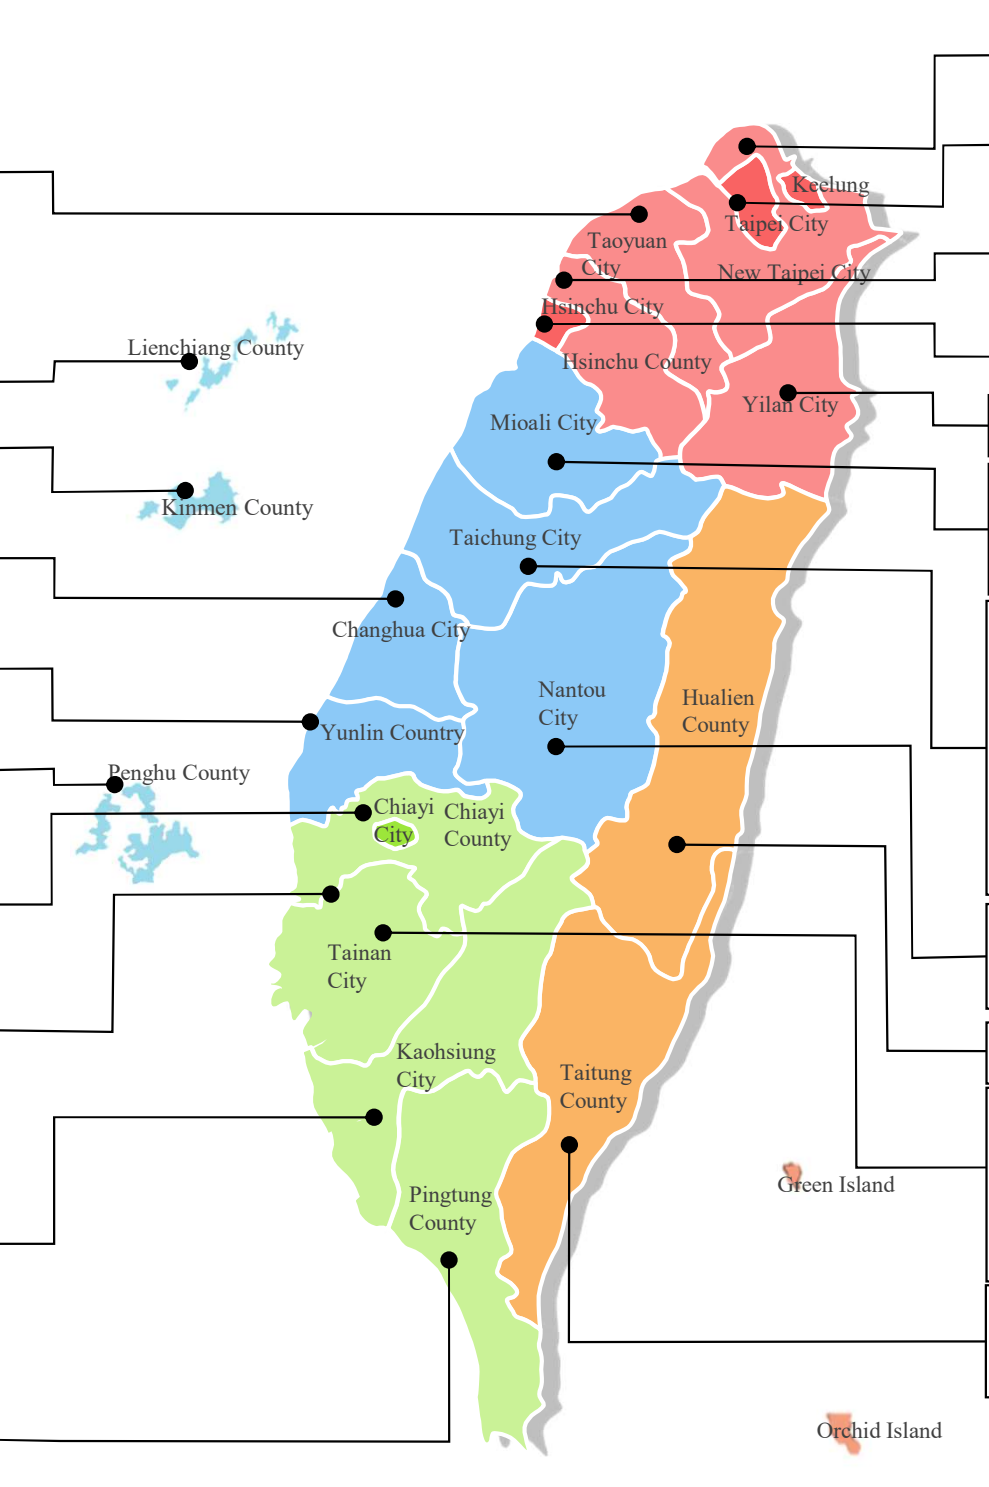 Keelung
Taipei City
Taoyuan
City
New Taipei City
Hsinchu City
Lienchiang County
Hsinchu County
Yilan City
Mioali City
Kinmen County
Taichung City
Changhua City
Nantou
City
Hualien
County
Yunlin Country
Penghu County
Chiayi
City
Chiayi
County
Tainan
City
Kaohsiung
City
Taitung
County
Green Island
Pingtung
County
Orchid Island